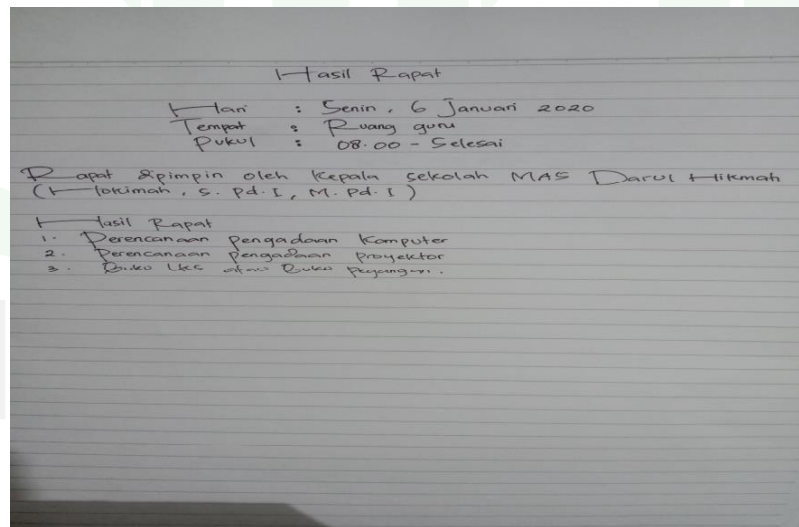 Hasil Rapat
Hari : Senin, 6 Januari 2020
Tempat : Ruang guru
Pukul : 08.00 - Selesai
Rapat dipimpin oleh Kepala sekolah MAS Darul Hikmah
(Hokimah, S.Pd.I, M.Pd.I)
Hasil Rapat
1. Perencanaan Pengadaan Komputer
2. Perencanaan Pengadaan proyektor
3. Buku LKS atau Buku